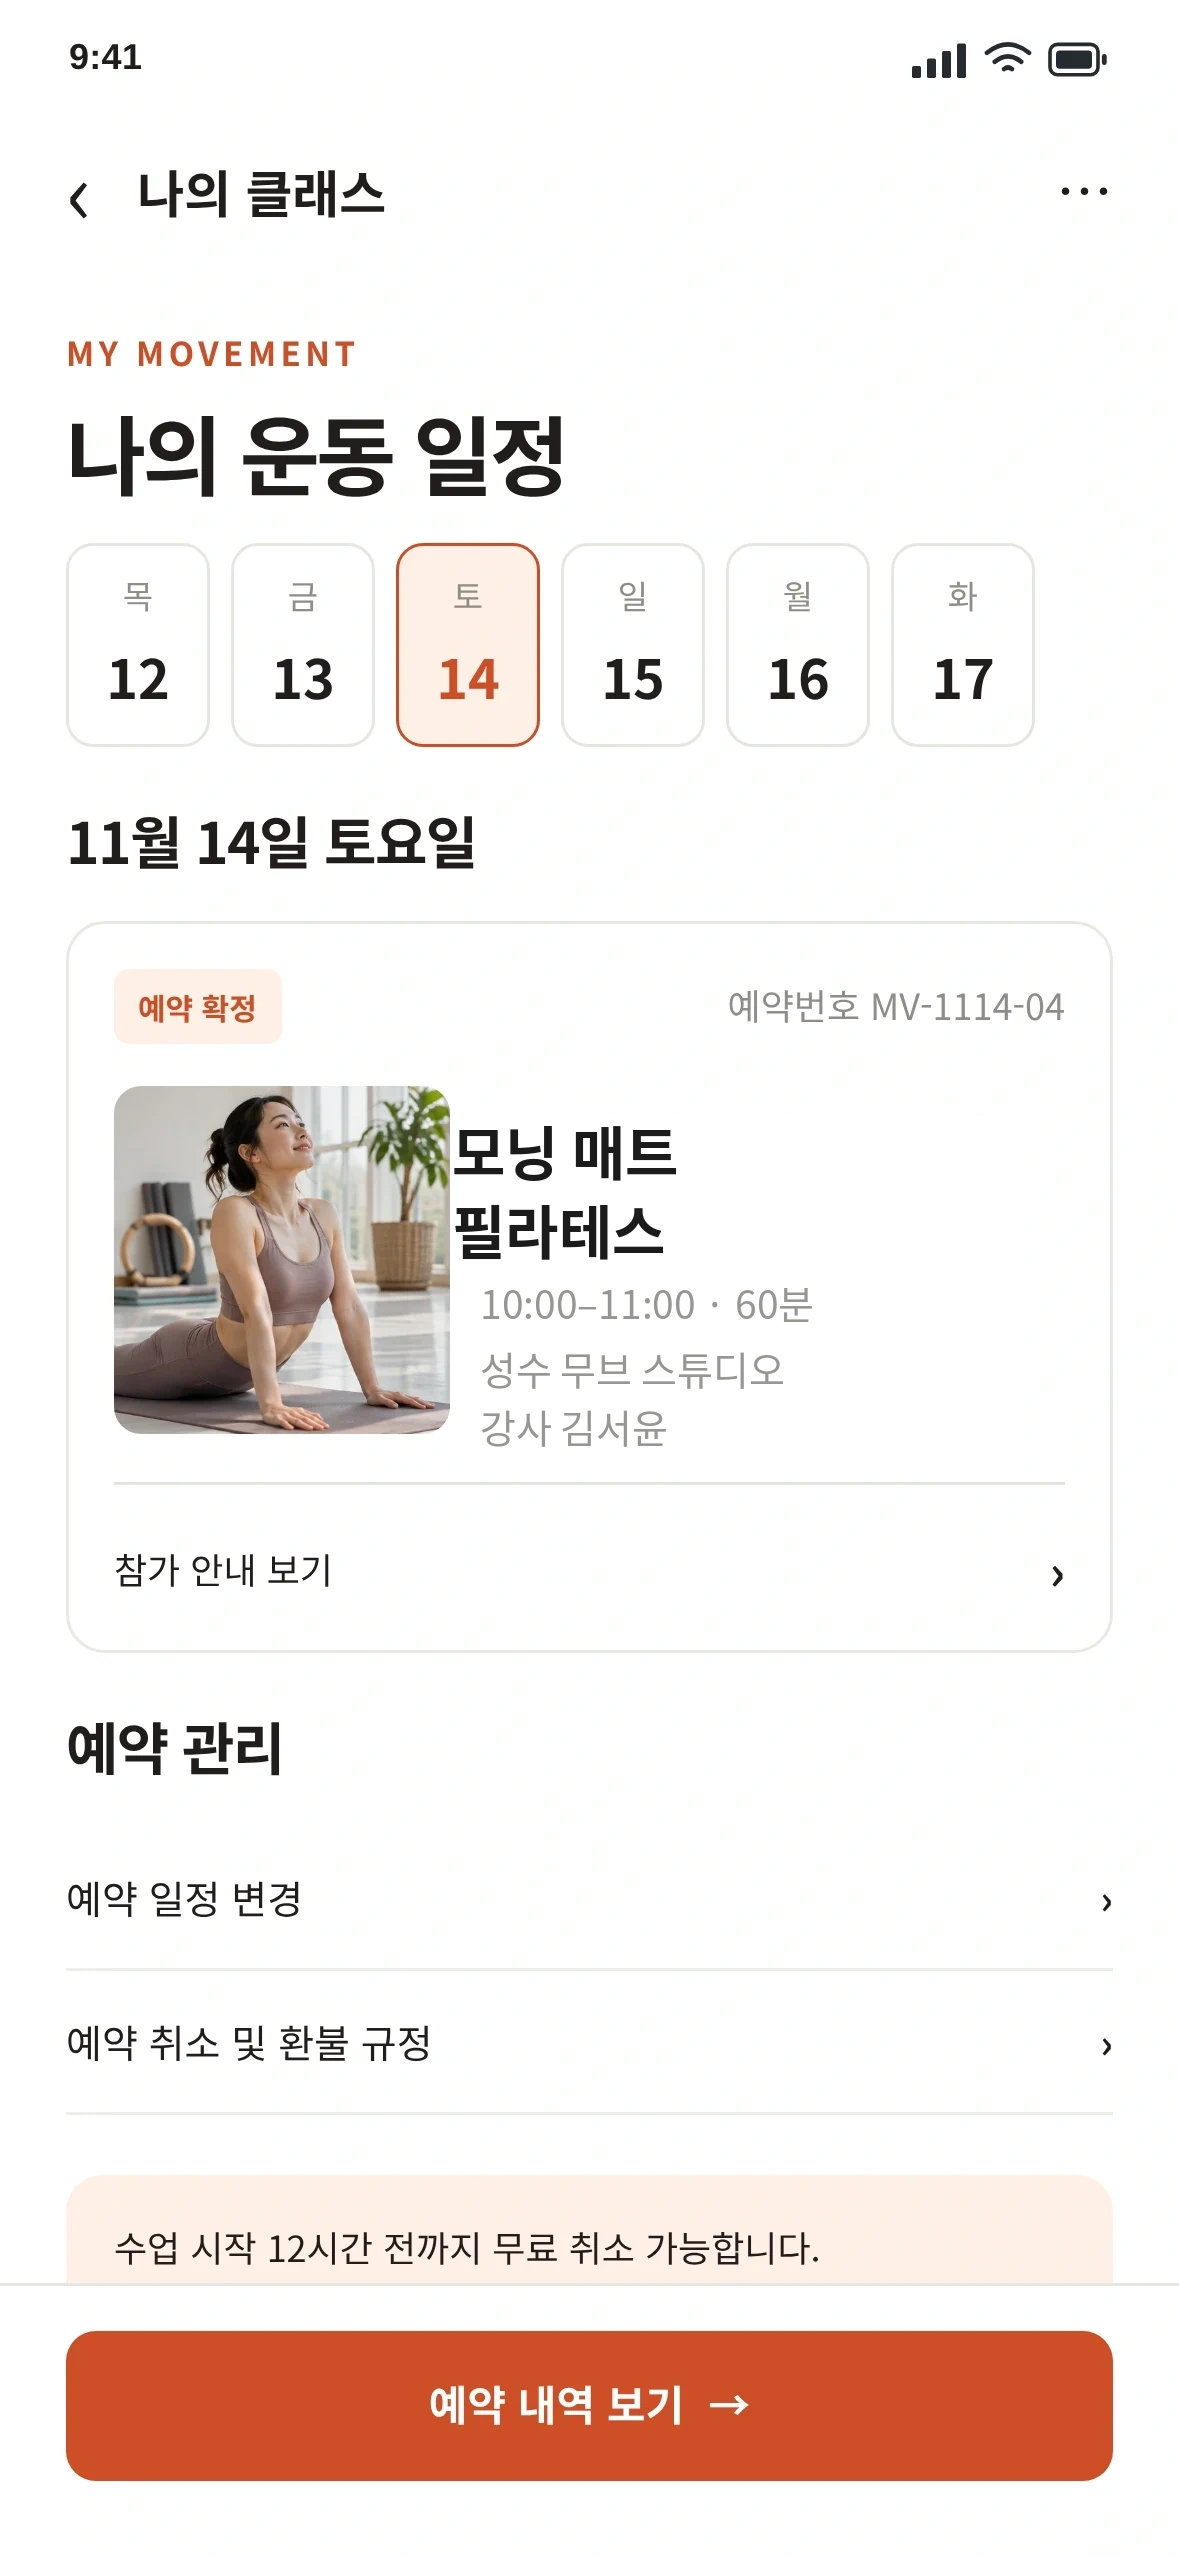 9:41
나의 클래스
MY MOVEMENT
나의 운동 일정
목 금 토 일 월 화
12 13 14 15 16 17
11월 14일 토요일
예약 확정 예약번호 MV-1114-04
모닝 매트
필라테스
10:00–11:00 · 60분
성수 무브 스튜디오
강사 김서윤
참가 안내 보기
예약 관리
예약 일정 변경
예약 취소 및 환불 규정
수업 시작 12시간 전까지 무료 취소 가능합니다.
예약 내역 보기 →